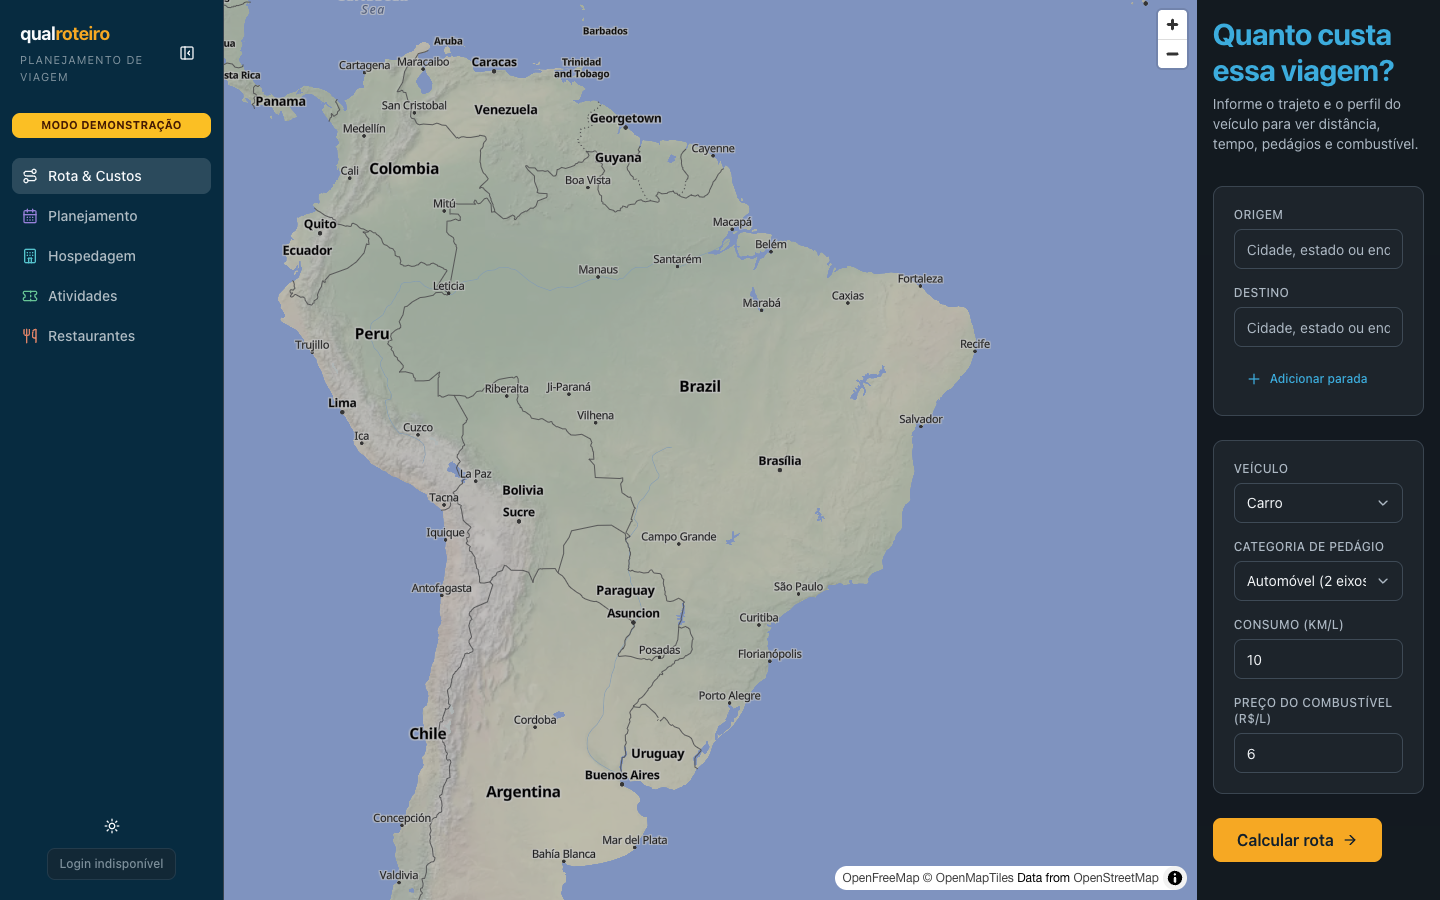 qualroteiro
PLANEJAMENTO DE
VIAGEM
MODO DEMONSTRAÇÃO
Rota & Custos
Planejamento
Hospedagem
Atividades
Restaurantes
Login indisponível
Sea
Barbados
Aruba
Cartagena
Maracaibo
Caracas
Trinidad
and Tobago
sta Rica
Panama
San Cristobal
Venezuela
Georgetown
Medellín
Cayenne
Guyana
Colombia
Cali
Boa Vista
Mitú
Quito
Macapá
Ecuador
Belém
Santarém
Manaus
Fortaleza
Leticia
Marabá
Caxias
Peru
Trujillo
Recife
Riberalta
Ji-Paraná
Brazil
Lima
Vilhena
Salvador
Cuzco
Ica
Brasília
La Paz
Bolivia
Tacna
Sucre
Iquique
Campo Grande
Antofagasta
Paraguay
São Paulo
Asuncion
Curitiba
Posadas
Florianópolis
Porto Alegre
Cordoba
Chile
Uruguay
Buenos Aires
Argentina
Concepción
Mar del Plata
Bahía Blanca
Valdivia
OpenFreeMap © OpenMapTiles Data from OpenStreetMap
Quanto custa
essa viagem?
Informe o trajeto e o perfil do
veículo para ver distância,
tempo, pedágios e combustível.
ORIGEM
Cidade, estado ou end
DESTINO
Cidade, estado ou end
Adicionar parada
VEÍCULO
Carro
CATEGORIA DE PEDÁGIO
Automóvel (2 eixos
CONSUMO (KM/L)
10
PREÇO DO COMBUSTÍVEL
(R$/L)
6
Calcular rota